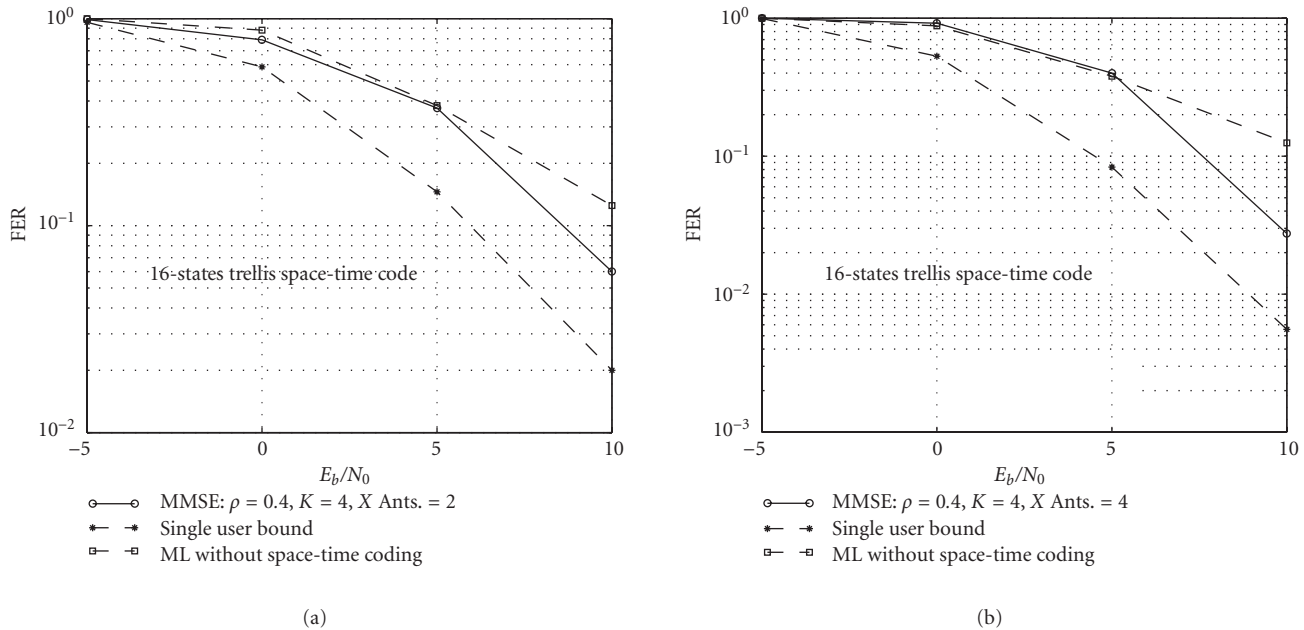 10^0
10^{-1}
10^{-2}
FER
16-states trellis space-time code
−5 0 5 10
E_b/N_0
MMSE: ρ = 0.4, K = 4, X Ants. = 2
Single user bound
ML without space-time coding
(a)
10^0
10^{-1}
10^{-2}
10^{-3}
FER
16-states trellis space-time code
−5 0 5 10
E_b/N_0
MMSE: ρ = 0.4, K = 4, X Ants. = 4
Single user bound
ML without space-time coding
(b)